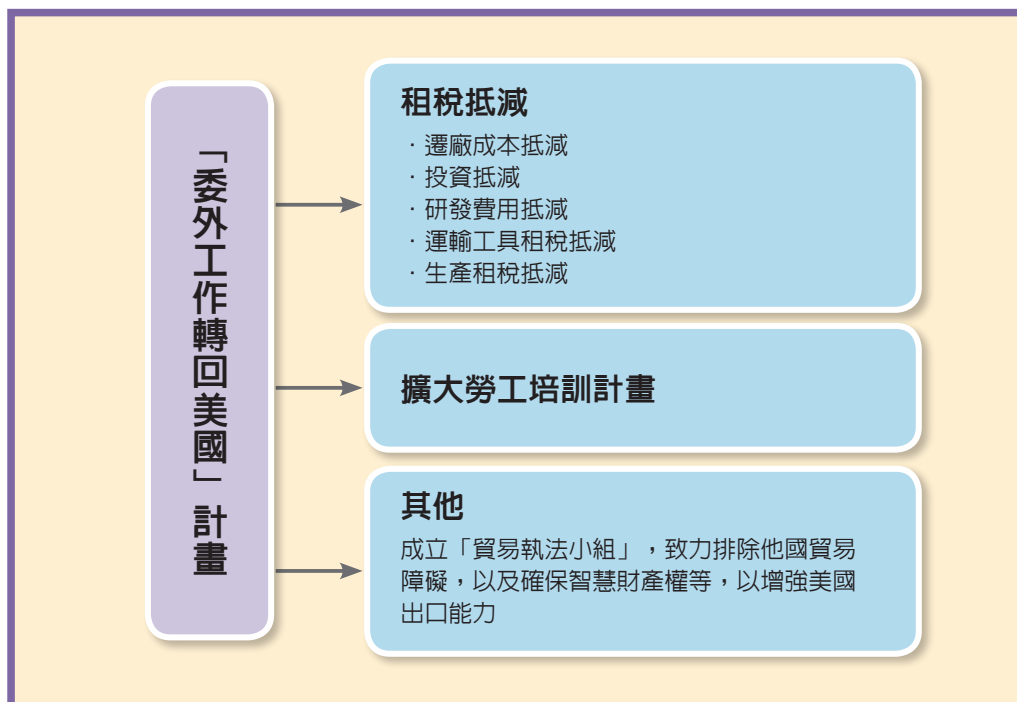 「委外工作轉回美國」計畫
租稅抵減
．遷廠成本抵減
．投資抵減
．研發費用抵減
．運輸工具租稅抵減
．生產租稅抵減
擴大勞工培訓計畫
其他
成立「貿易執法小組」，致力排除他國貿易
障礙，以及確保智慧財產權等，以增強美國
出口能力